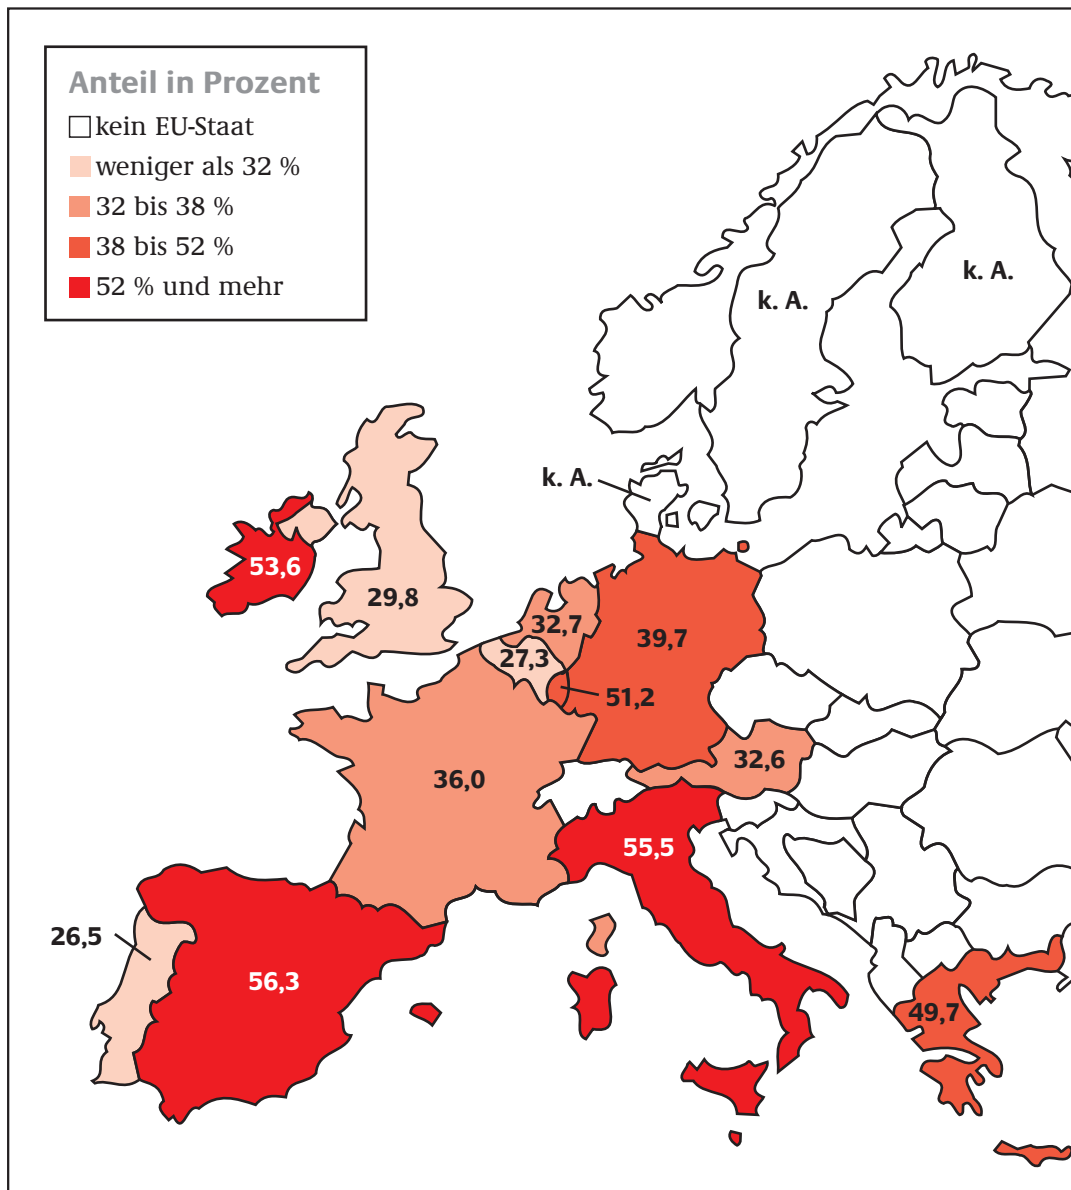 Anteil in Prozent
kein EU-Staat
weniger als 32 %
32 bis 38 %
38 bis 52 %
52 % und mehr
k. A.
k. A.
k. A.
53,6
29,8
32,7
39,7
27,3
51,2
32,6
36,0
55,5
26,5
56,3
49,7